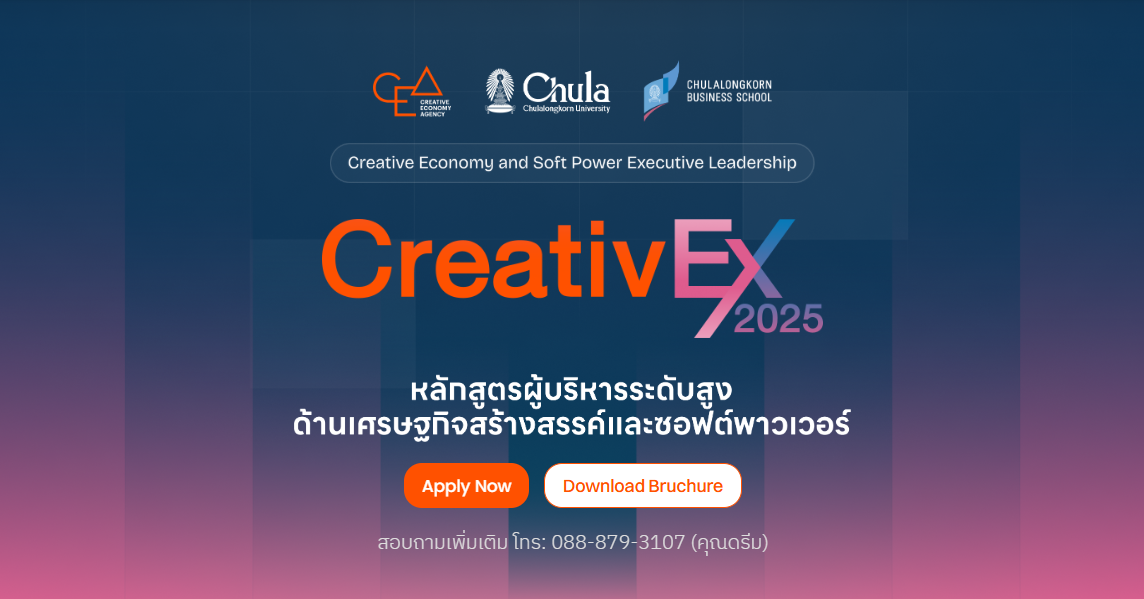 CEA
CREATIVE
ECONOMY
AGENCY
Chula
Chulalongkorn University
CHULALONGKORN
BUSINESS SCHOOL
Creative Economy and Soft Power Executive Leadership
CreativEX
2025
หลักสูตรผู้บริหารระดับสูง
ด้านเศรษฐกิจสร้างสรรค์และซอฟต์พาวเวอร์
Apply Now
Download Bruchure
สอบถามเพิ่มเติม โทร: 088-879-3107 (คุณดรีม)